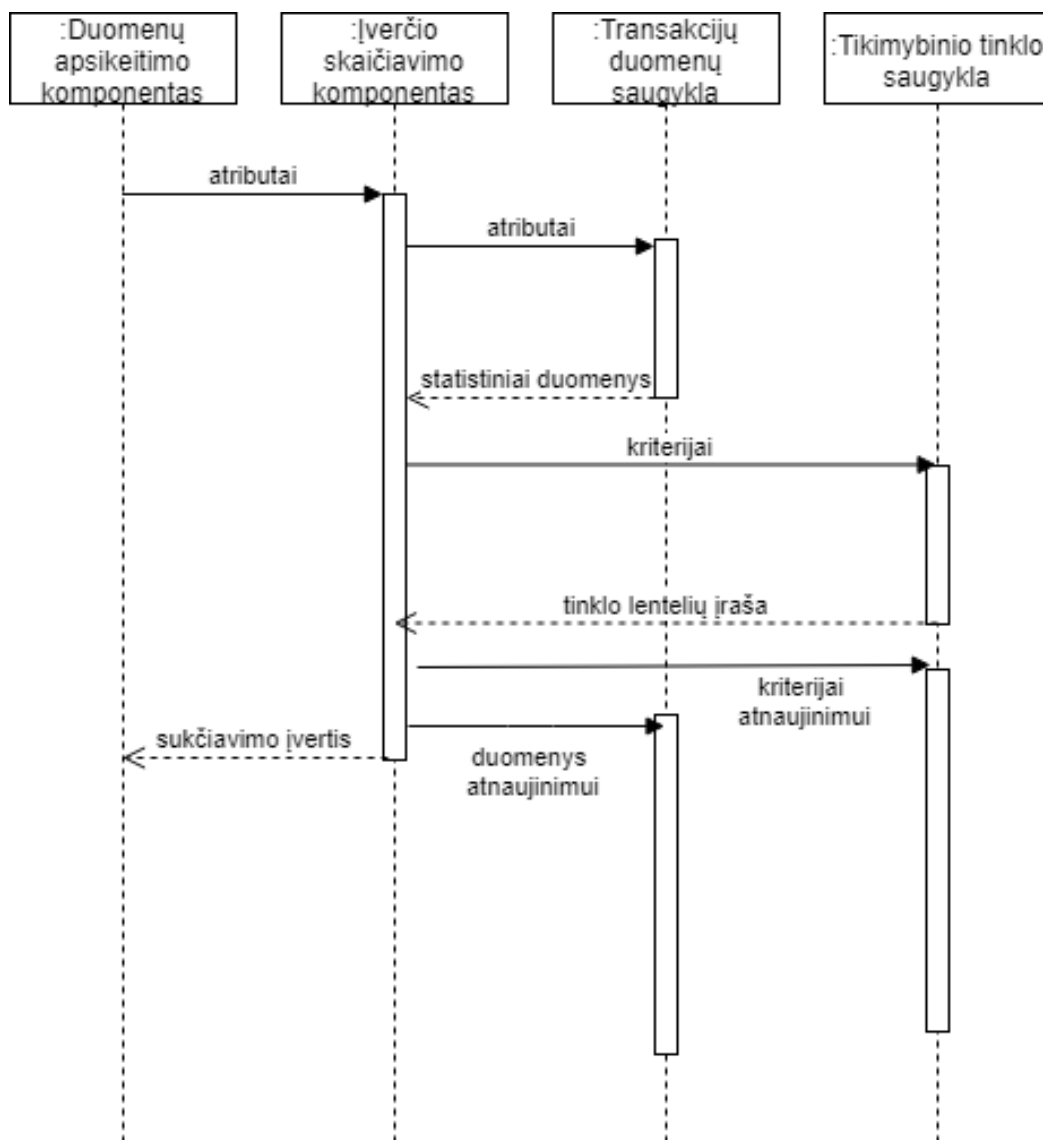 :Duomenų
apsikeitimo
komponentas
:Įverčio
skaičiavimo
komponentas
:Transakcijų
duomenų
saugykla
:Tikimybinio tinklo
saugykla
atributai
atributai
statistiniai duomenys
kriterijai
tinklo lentelių įraša
kriterijai
atnaujinimui
sukčiavimo įvertis
duomenys
atnaujinimui